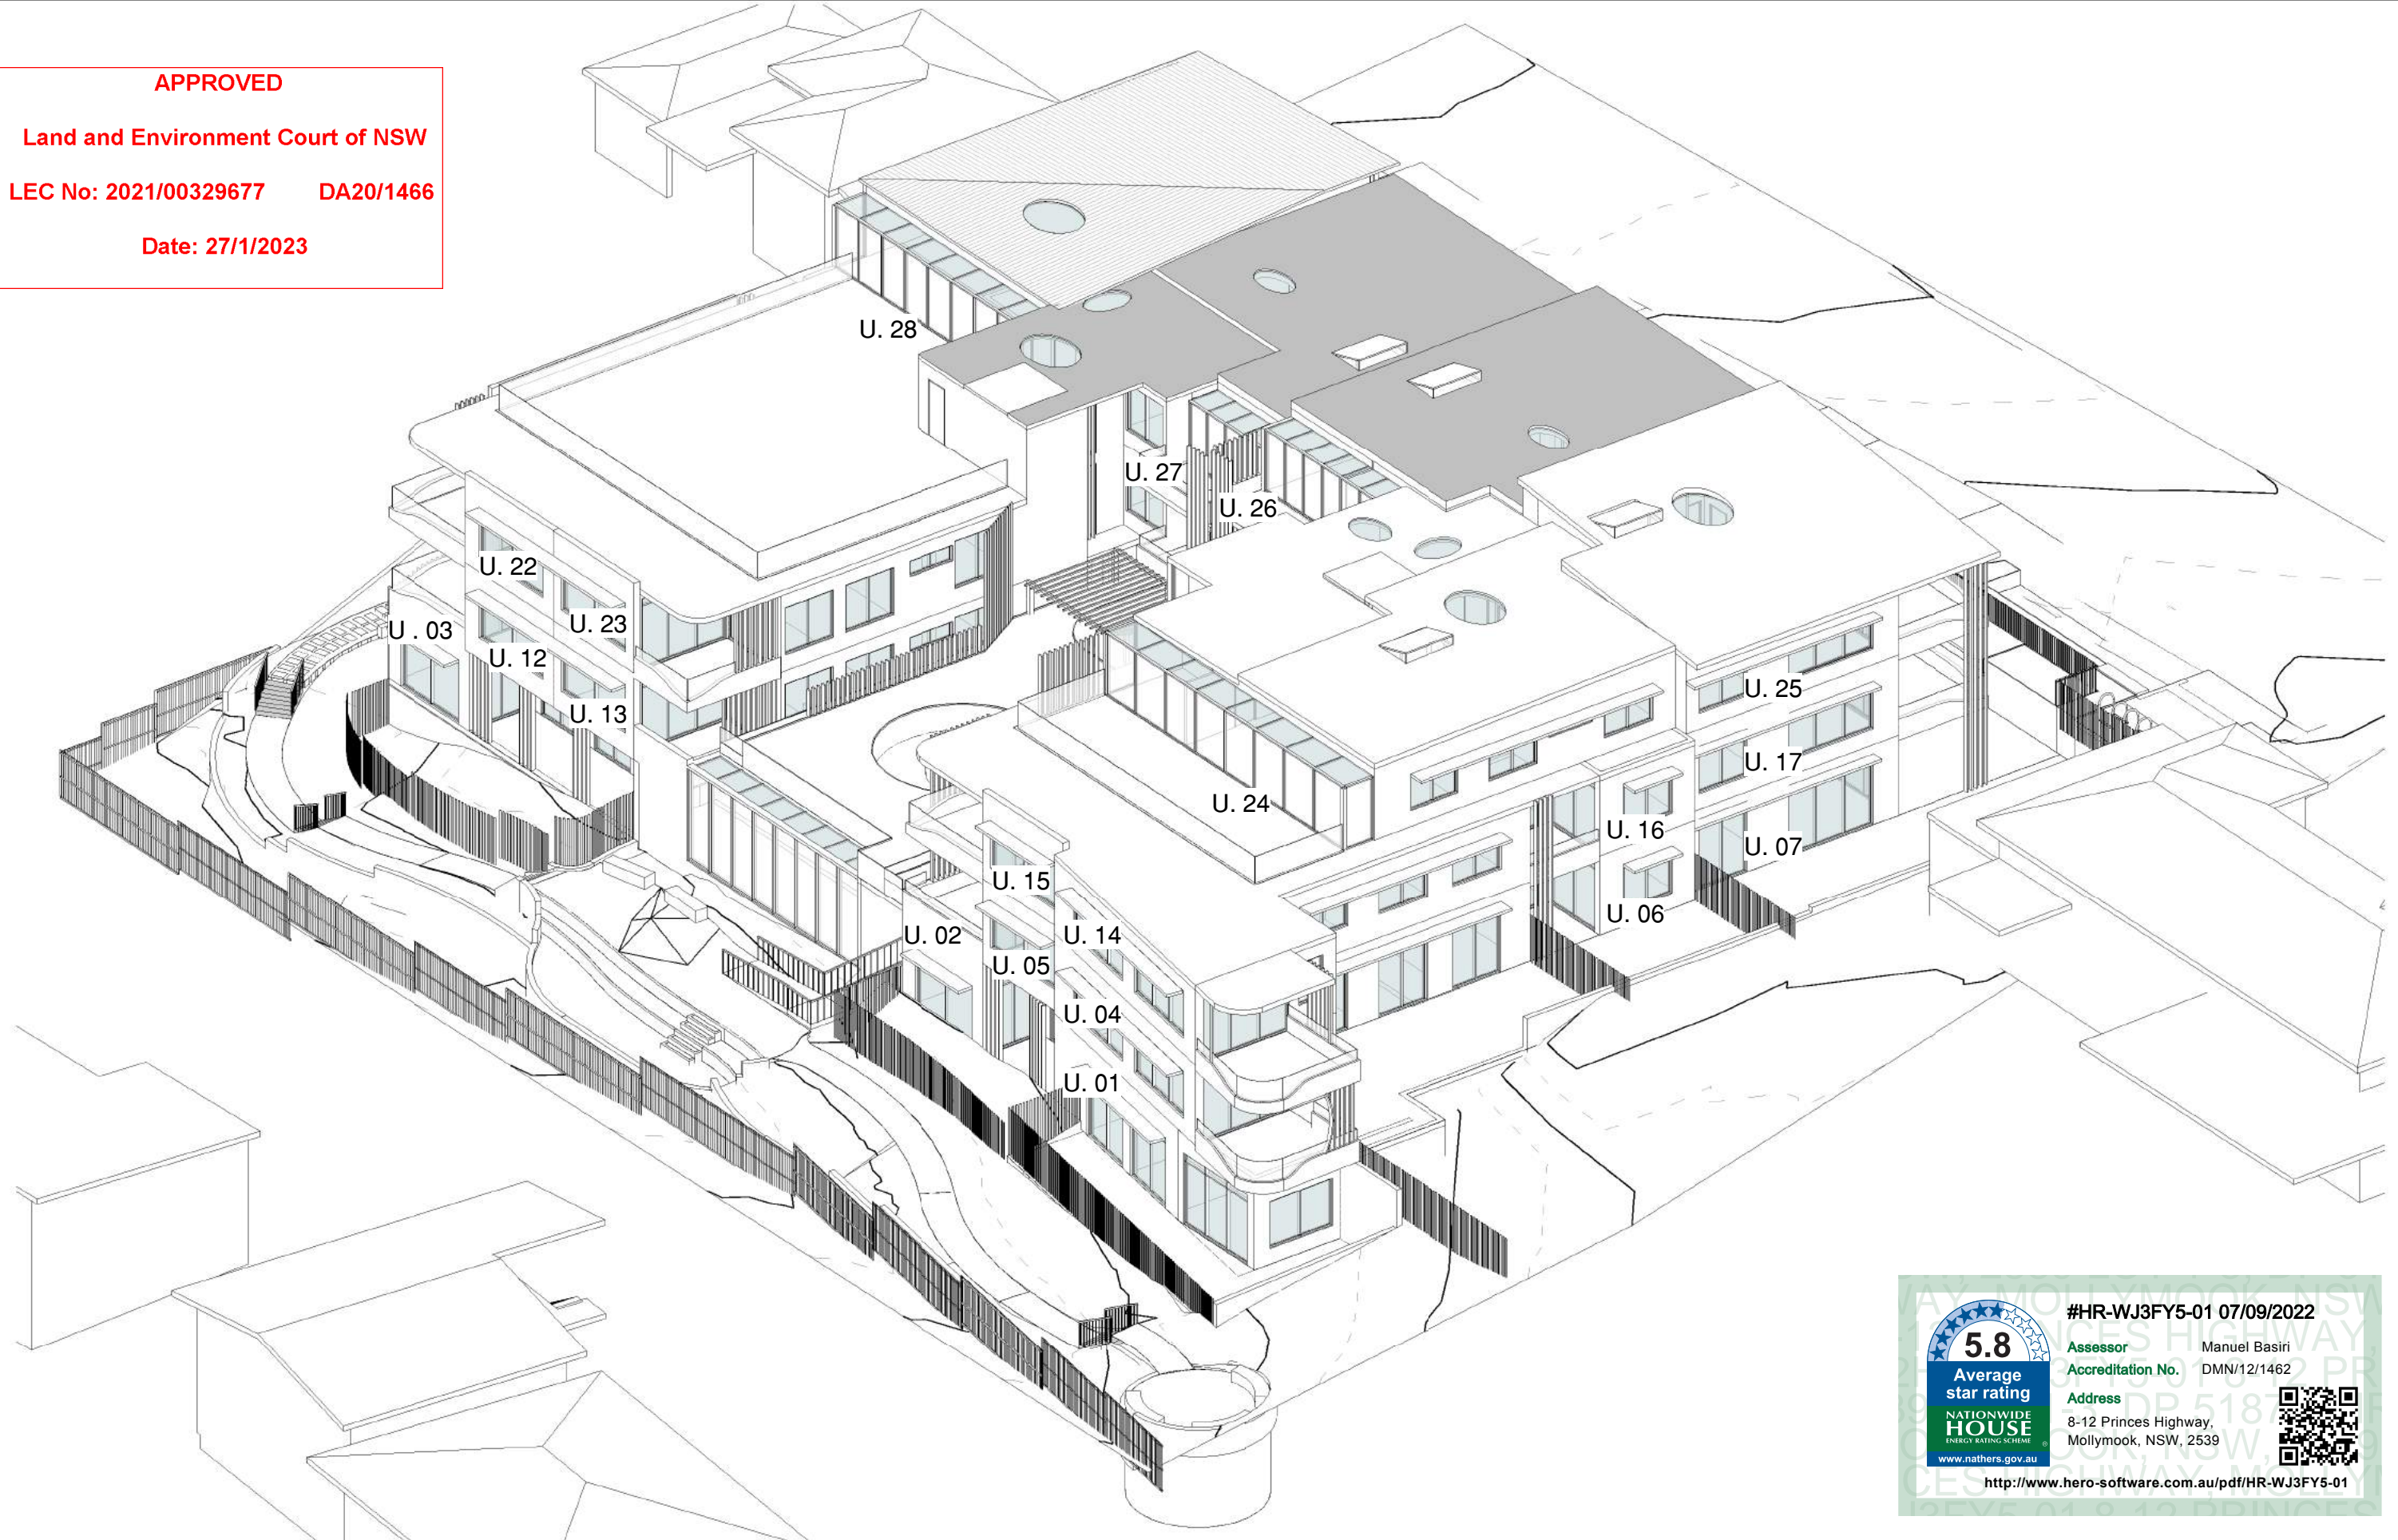 APPROVED
Land and Environment Court of NSW
LEC No: 2021/00329677 DA20/1466
Date: 27/1/2023
U. 28
U. 27
U. 26
U. 22
U. 23
U . 03
U. 12
U. 13
U. 25
U. 17
U. 24
U. 16
U. 07
U. 15
U. 06
U. 02
U. 14
U. 05
U. 04
U. 01
#HR-WJ3FY5-01 07/09/2022
5.8
Average
star rating
NATIONWIDE
HOUSE
ENERGY RATING SCHEME
www.nathers.gov.au
Assessor Manuel Basiri
Accreditation No. DMN/12/1462
Address
8-12 Princes Highway,
Mollymook, NSW, 2539
http://www.hero-software.com.au/pdf/HR-WJ3FY5-01